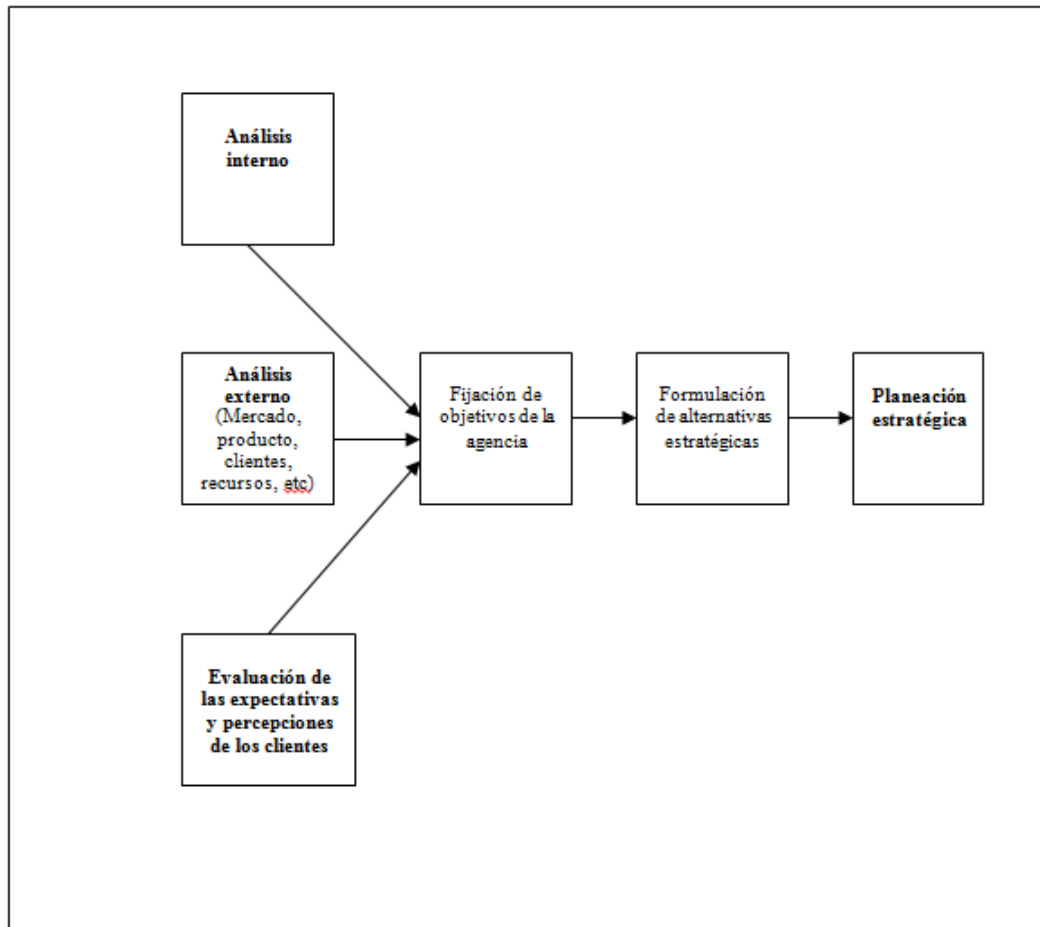 Análisis
interno
Análisis
externo
(Mercado,
producto,
clientes,
recursos, etc)
Fijación de
objetivos de la
agencia
Formulación
de alternativas
estratégicas
Planeación
estratégica
Evaluación de
las expectativas
y percepciones
de los clientes